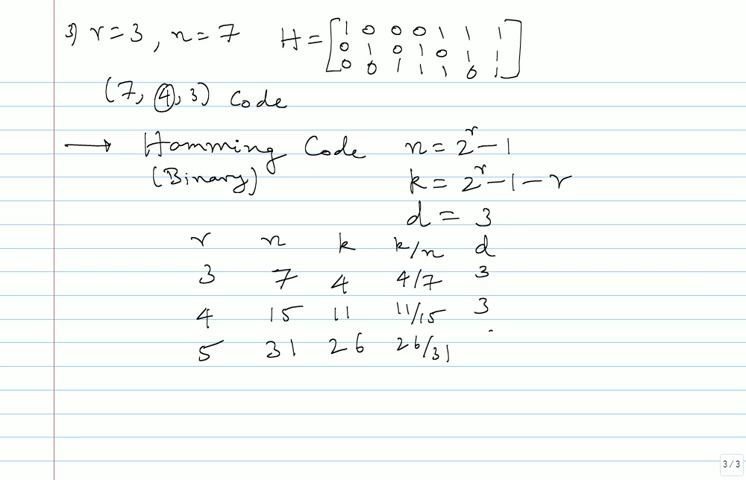 3) r=3, n=7 H=[1 0 0 0 1 1 1
0 1 0 1 0 1 1
0 0 1 1 1 0 1]
(7, 4, 3) Code
→ Hamming Code n = 2^r - 1
(Binary) k = 2^r - 1 - r
d = 3
r n k k/n d
3 7 4 4/7 3
4 15 11 11/15 3
5 31 26 26/31
3/3